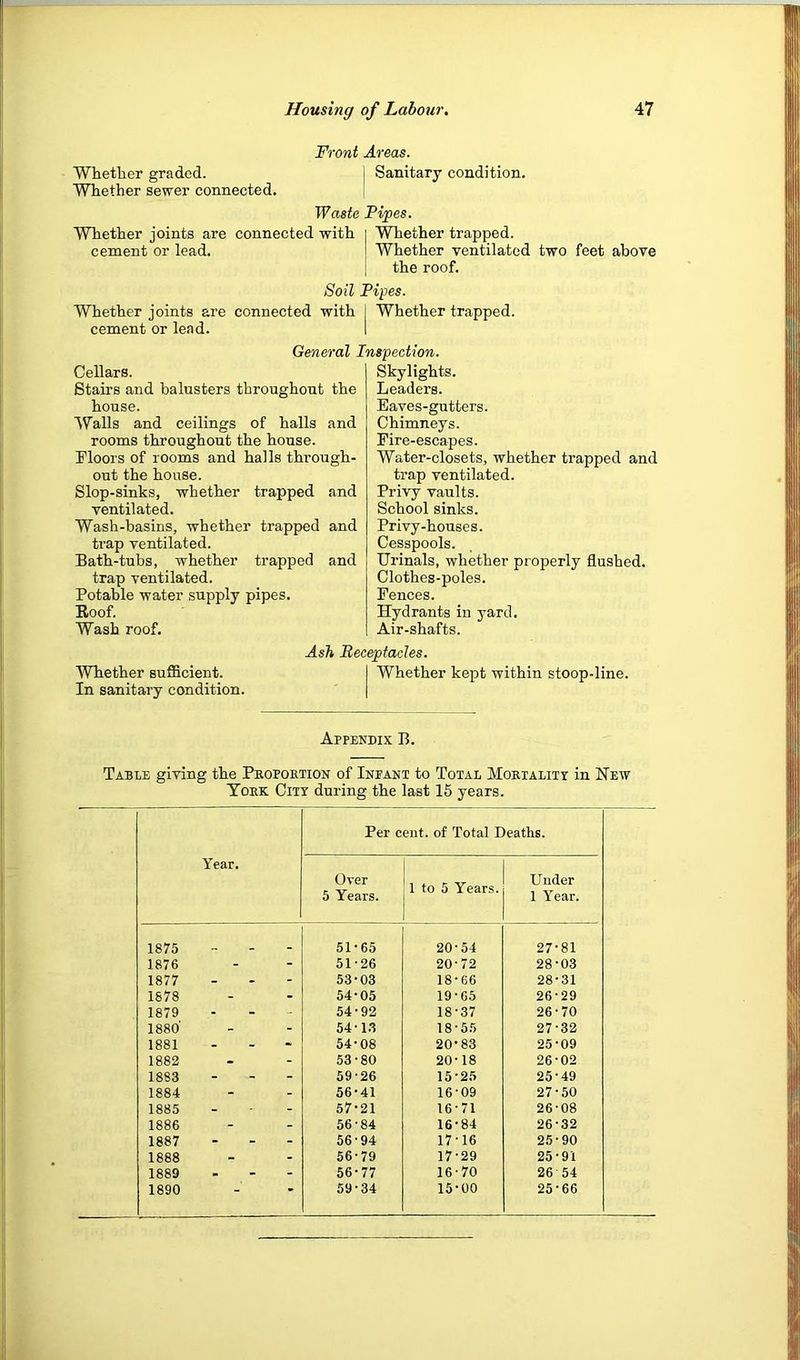 Housing of Labour. 47
Front Areas.
Whether graded.
Whether sewer connected.
Sanitary condition.
Waste Pipes.
Whether joints are connected with
cement or lead.
Whether trapped.
Whether ventilated two feet above
the roof.
Soil Pipes.
Whether joints are connected with
cement or lead.
Whether trapped.
General Inspection.
Cellars.
Stairs and balusters throughout the
house.
Walls and ceilings of halls and
rooms throughout the house.
Floors of rooms and halls through-
out the house.
Slop-sinks, whether trapped and
ventilated.
Wash-basins, whether trapped and
trap ventilated.
Bath-tubs, whether trapped and
trap ventilated.
Potable water supply pipes.
Roof.
Wash roof.
Skylights.
Leaders.
Eaves-gutters.
Chimneys.
Fire-escapes.
Water-closets, whether trapped and
trap ventilated.
Privy vaults.
School sinks.
Privy-houses.
Cesspools.
Urinals, whether properly flushed.
Clothes-poles.
Fences.
Hydrants in yard.
Air-shafts.
Ash Receptacles.
Whether sufficient.
In sanitary condition.
Whether kept within stoop-line.
Appendix B.
Table giving the Proportion of Infant to Total Mortality in New
York City during the last 15 years.
Year.
Per cent. of Total Deaths.
Over
5 Years.
1 to 5 Years.
Under
1 Year.
1875 - - - 51·65 20·54 27·81
1876 - - 51·26 20·72 28·03
1877 - - - 53·03 18·66 28·31
1878 - - 54·05 19·65 26·29
1879 - - - 54·92 18·37 26·70
1880 - - 54·13 18·55 27·32
1881 - - - 54·08 20·83 25·09
1882 - - 53·80 20·18 26·02
1883 - - - 59·26 15·25 25·49
1884 - - 56·41 16·09 27·50
1885 - - - 57·21 16·71 26·08
1886 - - 56·84 16·84 26·32
1887 - - - 56·94 17·16 25·90
1888 - - 56·79 17·29 25·91
1889 - - - 56·77 16·70 26 54
1890 - - 59·34 15·00 25·66